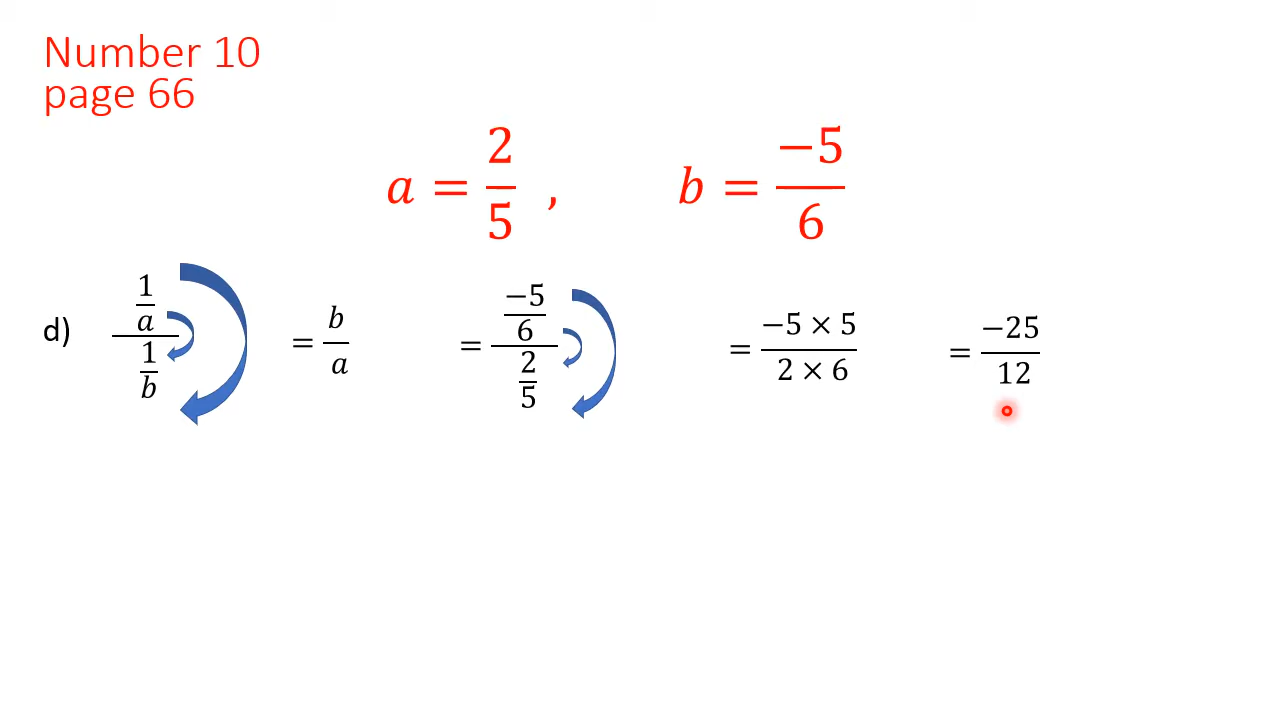 Number 10
page 66
a = 2/5 , b = −5/6
d) (1/a)/(1/b) = b/a = (−5/6)/(2/5) = (−5 × 5)/(2 × 6) = −25/12